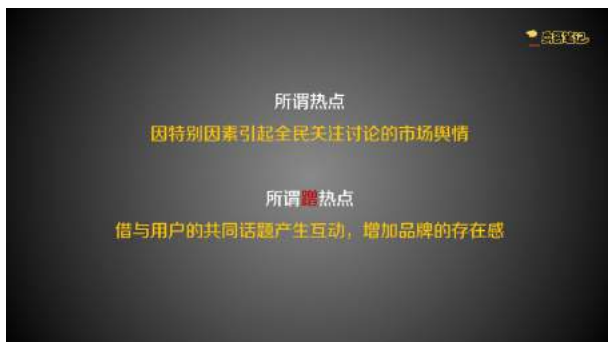 所谓热点
因特别因素引起全民关注讨论的市场舆情
所谓蹭热点
借与用户的共同话题产生互动，增加品牌的存在感